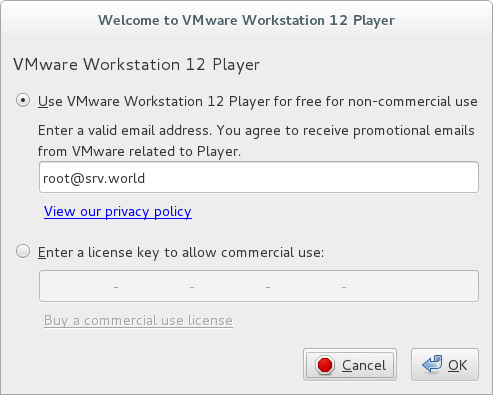 Welcome to VMware Workstation 12 Player
VMware Workstation 12 Player
Use VMware Workstation 12 Player for free for non-commercial use
Enter a valid email address. You agree to receive promotional emails
from VMware related to Player.
root@srv.world
View our privacy policy
Enter a license key to allow commercial use:
- - - -
Buy a commercial use license
Cancel OK